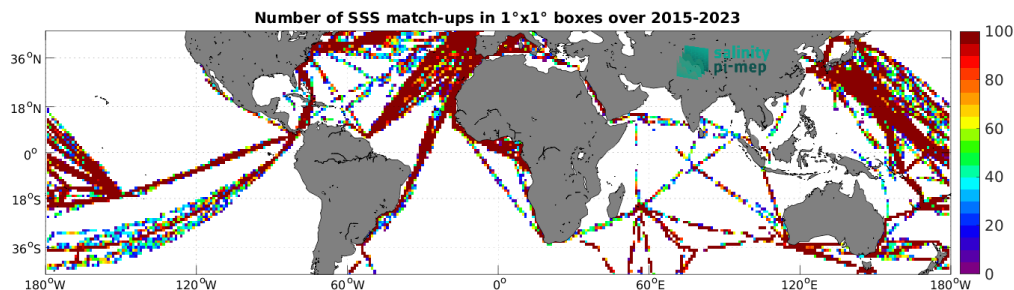 Number of SSS match-ups in 1°x1° boxes over 2015-2023
salinity
pi-mep
36°N
18°N
0°
18°S
36°S
180°W
120°W
60°W
0°
60°E
120°E
180°W
100
80
60
40
20
0